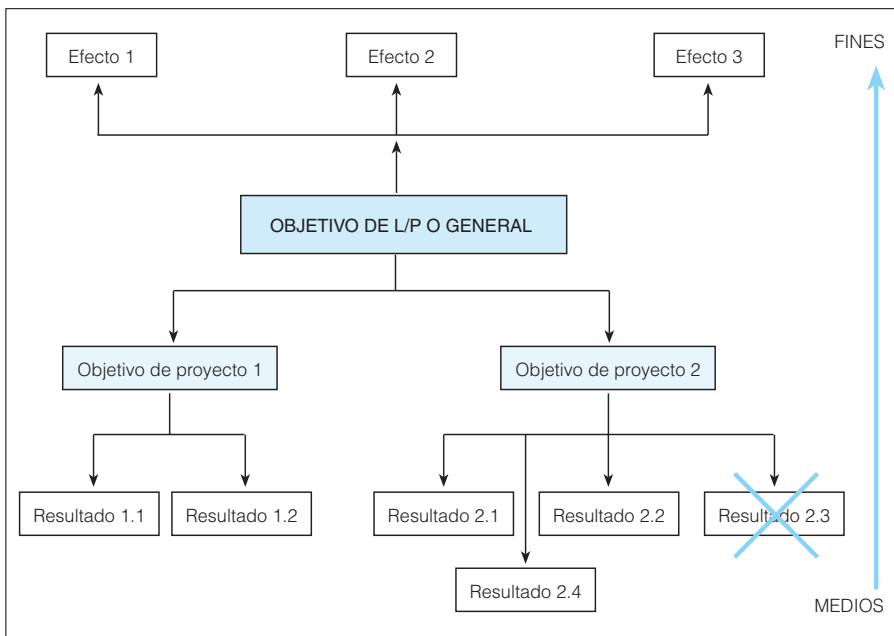 FINES
Efecto 1
Efecto 2
Efecto 3
OBJETIVO DE L/P O GENERAL
Objetivo de proyecto 1
Objetivo de proyecto 2
Resultado 1.1
Resultado 1.2
Resultado 2.1
Resultado 2.2
Resultado 2.3
Resultado 2.4
MEDIOS